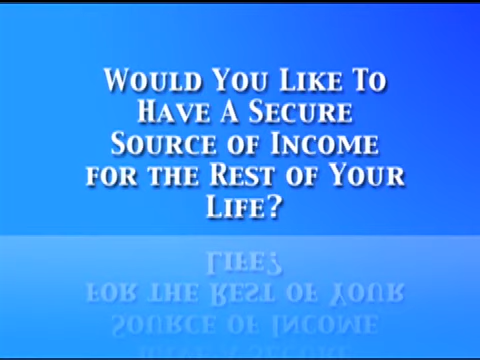 Would You Like To
Have A Secure
Source of Income
for the Rest of Your
Life?